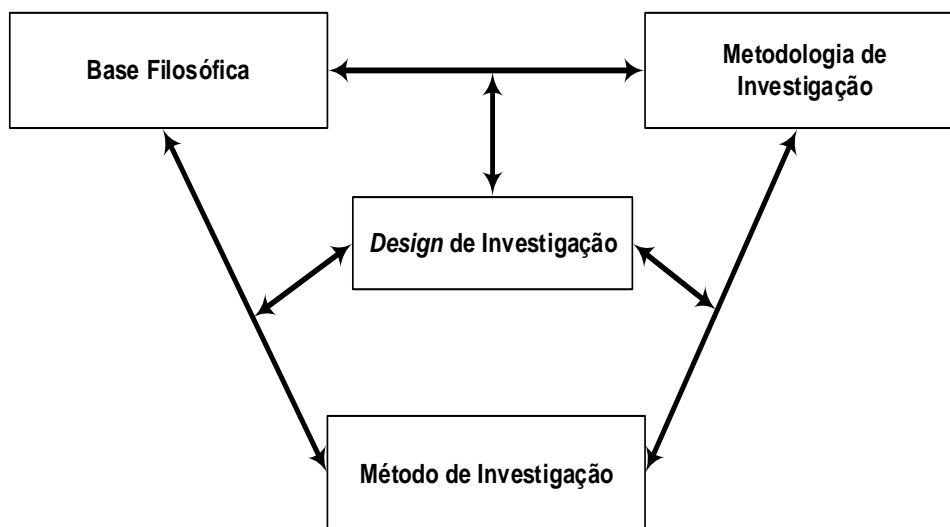 Base Filosófica
Metodologia de
Investigação
Design de Investigação
Método de Investigação